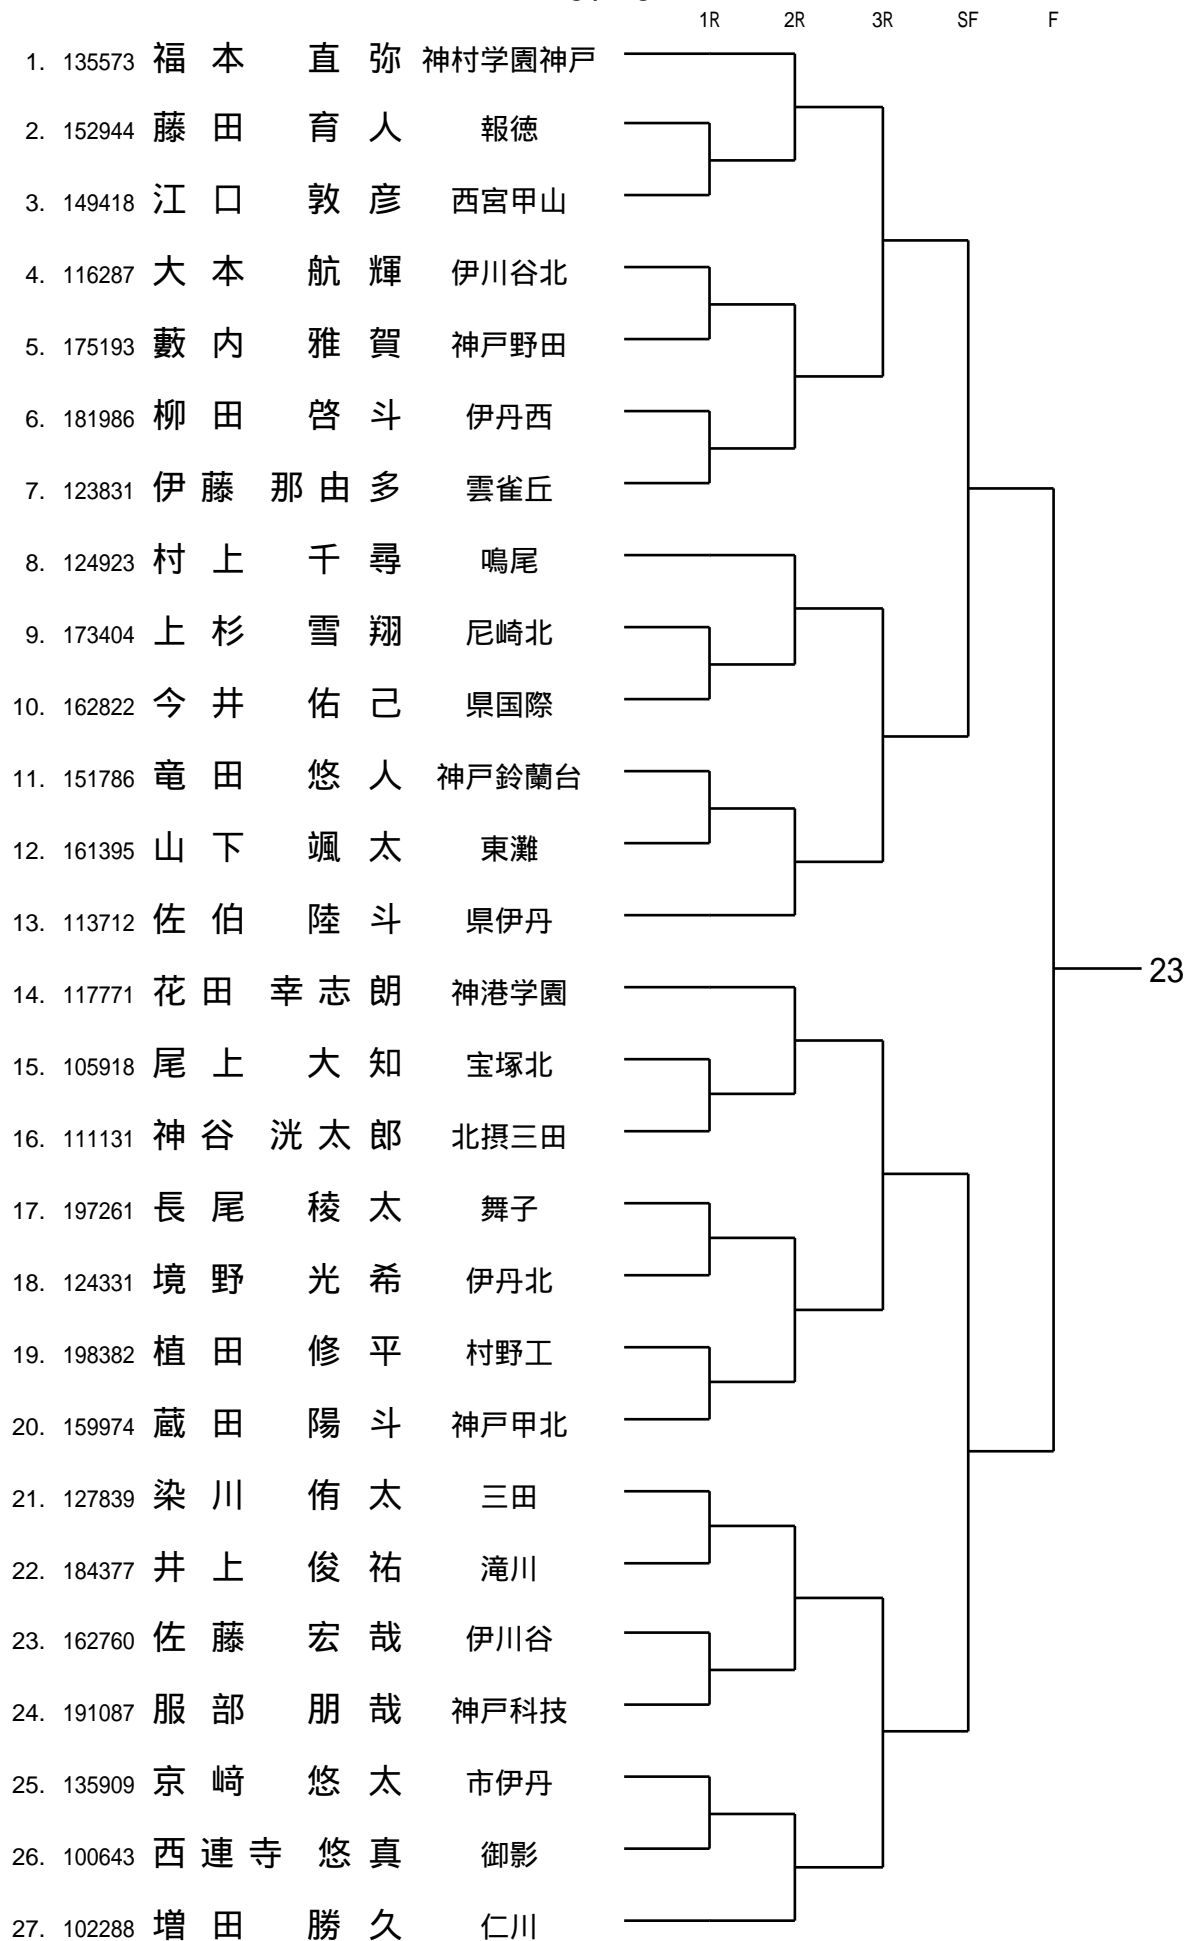 1R 2R 3R SF F
1. 135573 福本 直弥 神村学園神戸
2. 152944 藤田 育人 報徳
3. 149418 江口 敦彦 西宮甲山
4. 116287 大本 航輝 伊川谷北
5. 175193 藪内 雅賀 神戸野田
6. 181986 柳田 啓斗 伊丹西
7. 123831 伊藤 那由多 雲雀丘
8. 124923 村上 千尋 鳴尾
9. 173404 上杉 雪翔 尼崎北
10. 162822 今井 佑己 県国際
11. 151786 竜田 悠人 神戸鈴蘭台
12. 161395 山下 颯太 東灘
13. 113712 佐伯 陸斗 県伊丹
23
14. 117771 花田 幸志朗 神港学園
15. 105918 尾上 大知 宝塚北
16. 111131 神谷 洸太郎 北摂三田
17. 197261 長尾 稜太 舞子
18. 124331 境野 光希 伊丹北
19. 198382 植田 修平 村野工
20. 159974 蔵田 陽斗 神戸甲北
21. 127839 染川 侑太 三田
22. 184377 井上 俊祐 滝川
23. 162760 佐藤 宏哉 伊川谷
24. 191087 服部 朋哉 神戸科技
25. 135909 京﨑 悠太 市伊丹
26. 100643 西連寺 悠真 御影
27. 102288 増田 勝久 仁川